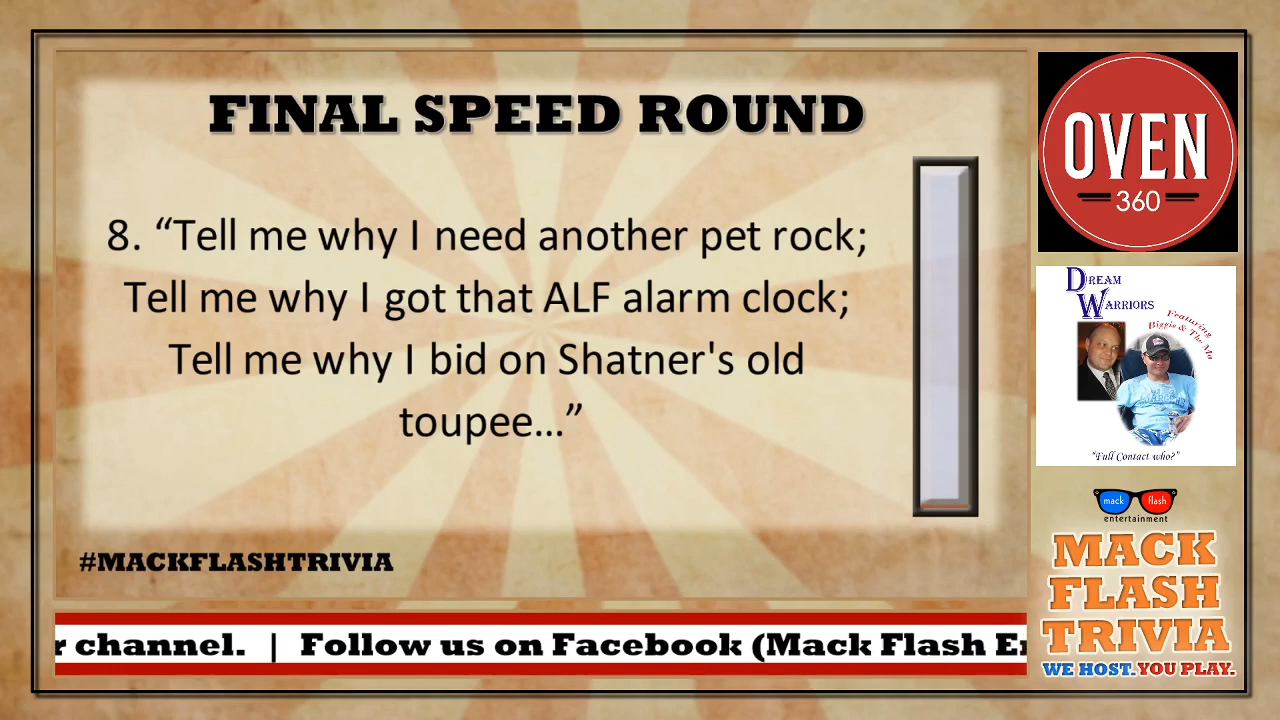 FINAL SPEED ROUND
8. “Tell me why I need another pet rock;
Tell me why I got that ALF alarm clock;
Tell me why I bid on Shatner's old
toupee…”
#MACKFLASHTRIVIA
r channel. | Follow us on Facebook (Mack Flash En
OVEN
360
DREAM
WARRIORS
Featuring
Biggie & The Mo
"Full Contact who?"
mack flash
entertainment
MACK
FLASH
TRIVIA
WE HOST. YOU PLAY.